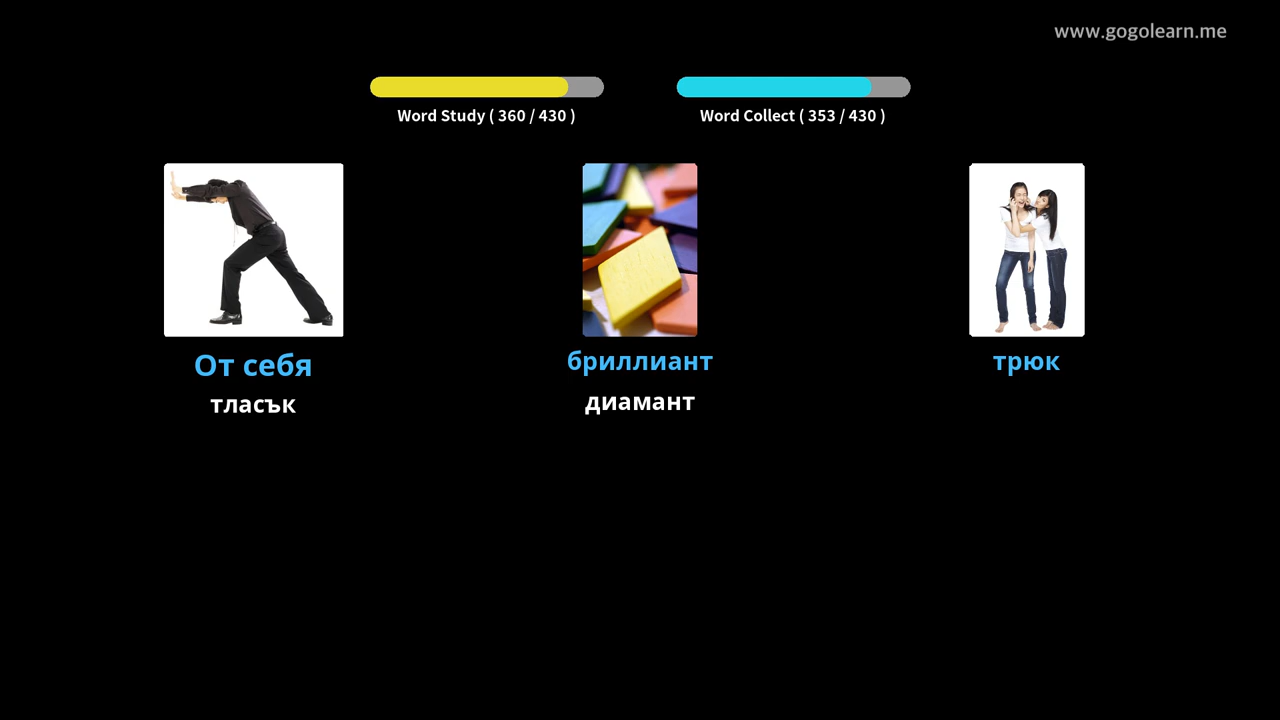 www.gogolearn.me
Word Study ( 360 / 430 )
Word Collect ( 353 / 430 )
От себя
тласък
бриллиант
диамант
трюк